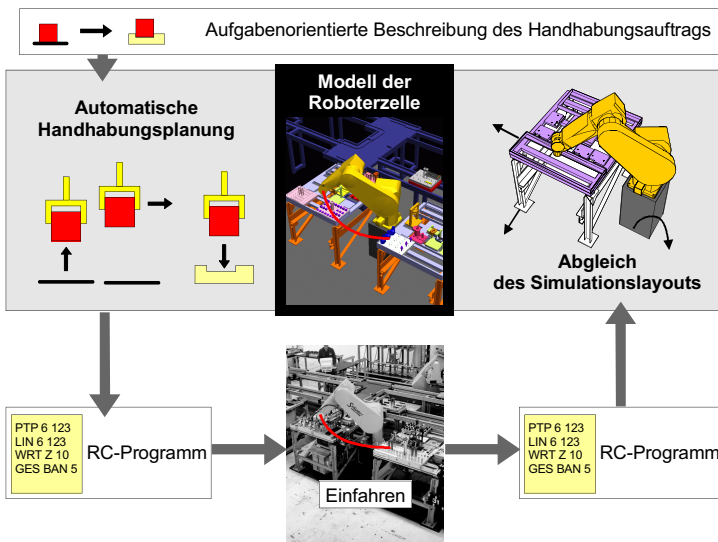 Aufgabenorientierte Beschreibung des Handhabungsauftrags
Automatische
Handhabungsplanung
Modell der
Roboterzelle
Abgleich
des Simulationslayouts
PTP 6 123
LIN 6 123
WRT Z 10
GES BAN 5
RC-Programm
Einfahren
PTP 6 123
LIN 6 123
WRT Z 10
GES BAN 5
RC-Programm